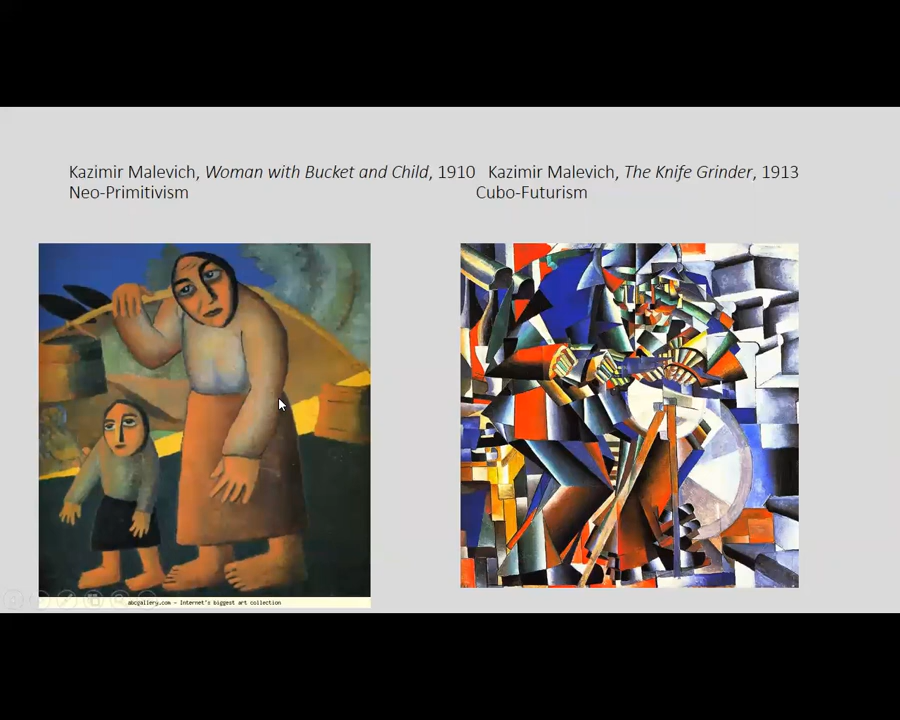 Kazimir Malevich, Woman with Bucket and Child, 1910
Neo-Primitivism
Kazimir Malevich, The Knife Grinder, 1913
Cubo-Futurism
abcgallery.com - Internet's biggest art collection